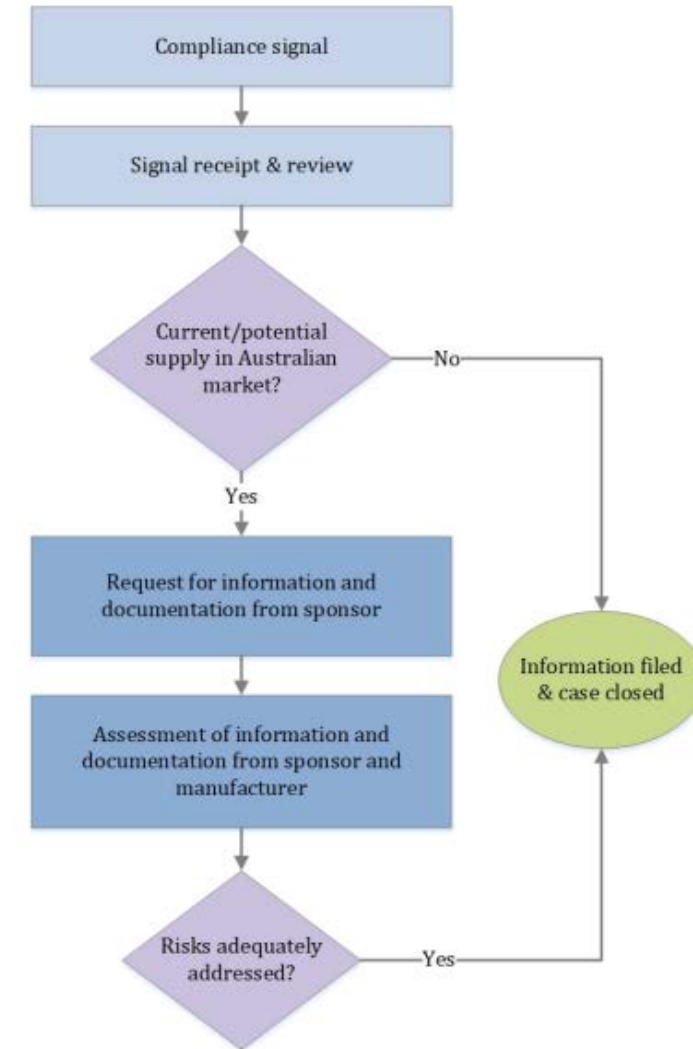 Compliance signal
Signal receipt & review
Current/potential
supply in Australian
market?
No
Yes
Request for information and
documentation from sponsor
Information filed
& case closed
Assessment of information and
documentation from sponsor and
manufacturer
Risks adequately
addressed?
Yes